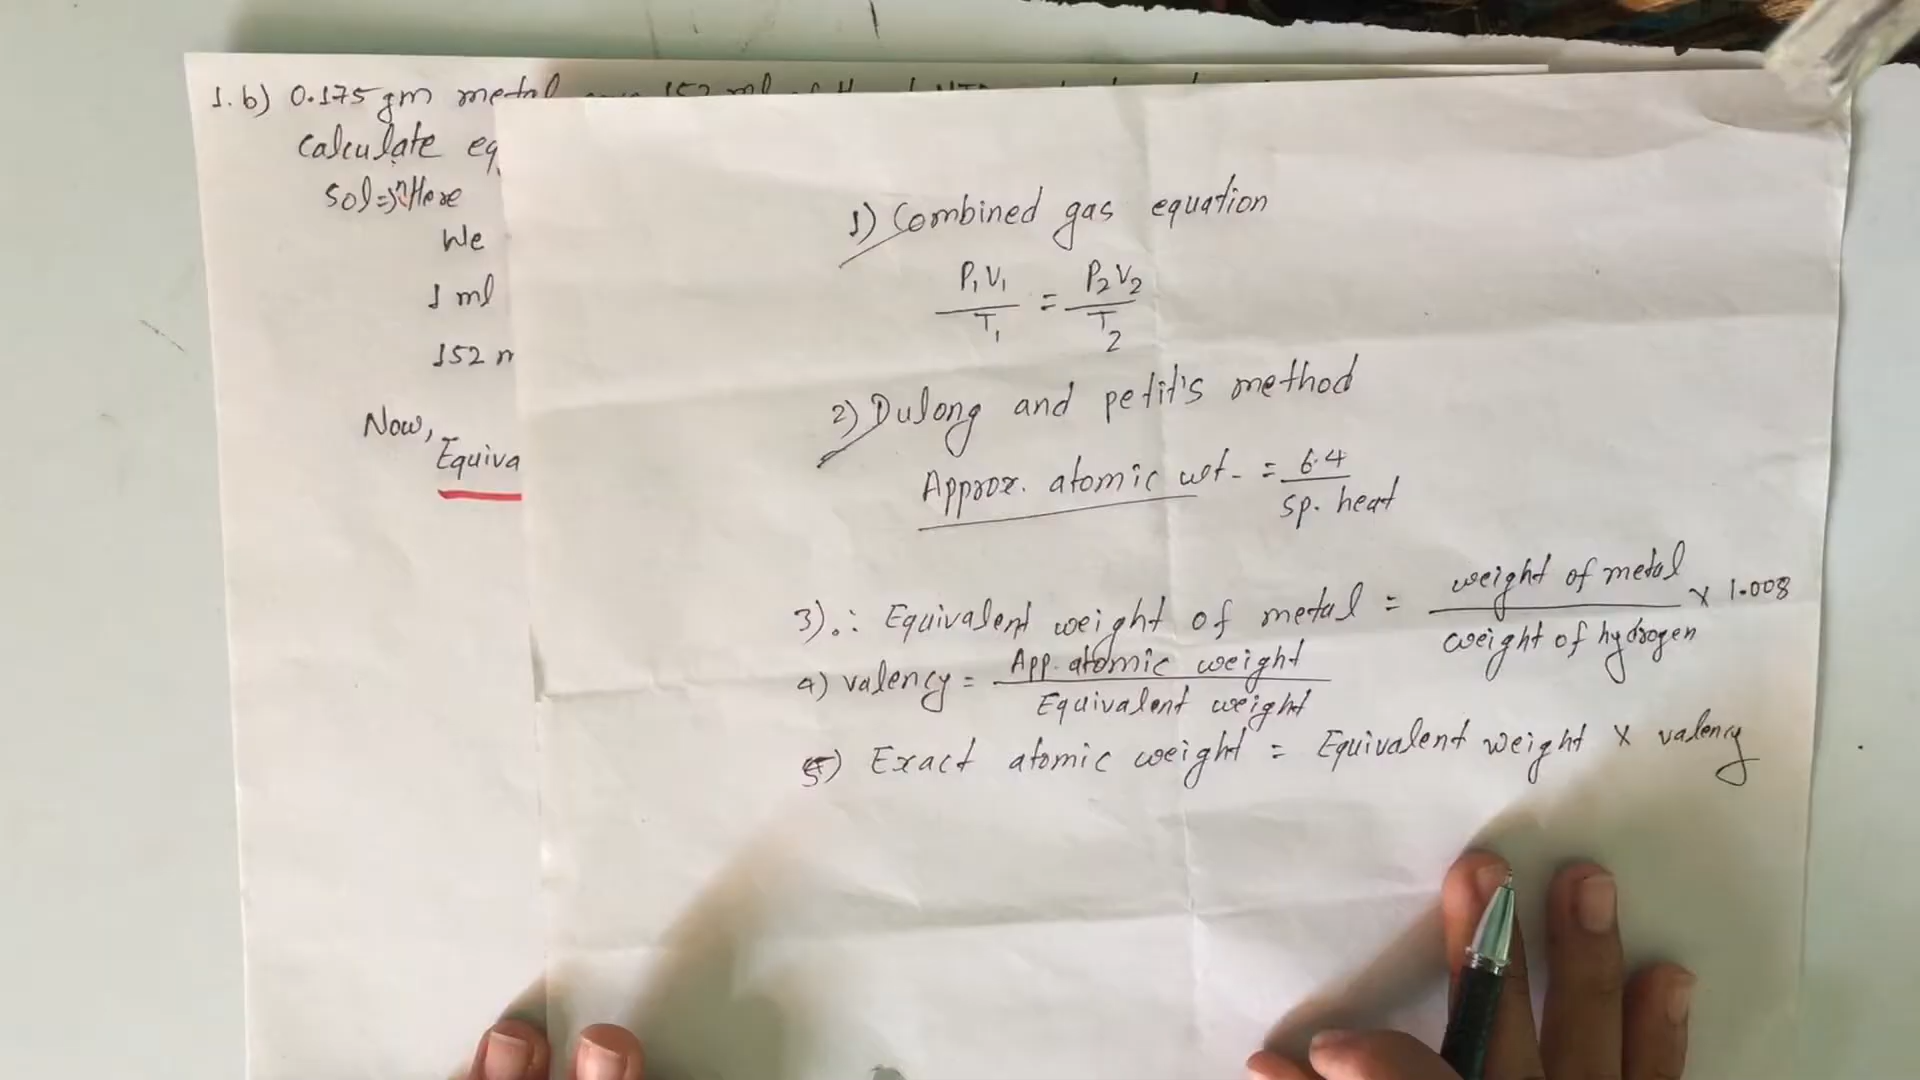 1.b) 0.175 gm metal 152 ml
Calculate eq
Sol=>n Here
We
1 ml
152 m
Now,
Equiva
1) Combined gas equation
P1V1 / T1 = P2V2 / T2
2) Dulong and petit's method
Approx. atomic wt- = 6.4 / sp. heat
3) ∴ Equivalent weight of metal = weight of metal / weight of hydrogen x 1.008
4) valency = App. atomic weight / Equivalent weight
5) Exact atomic weight = Equivalent weight x valency